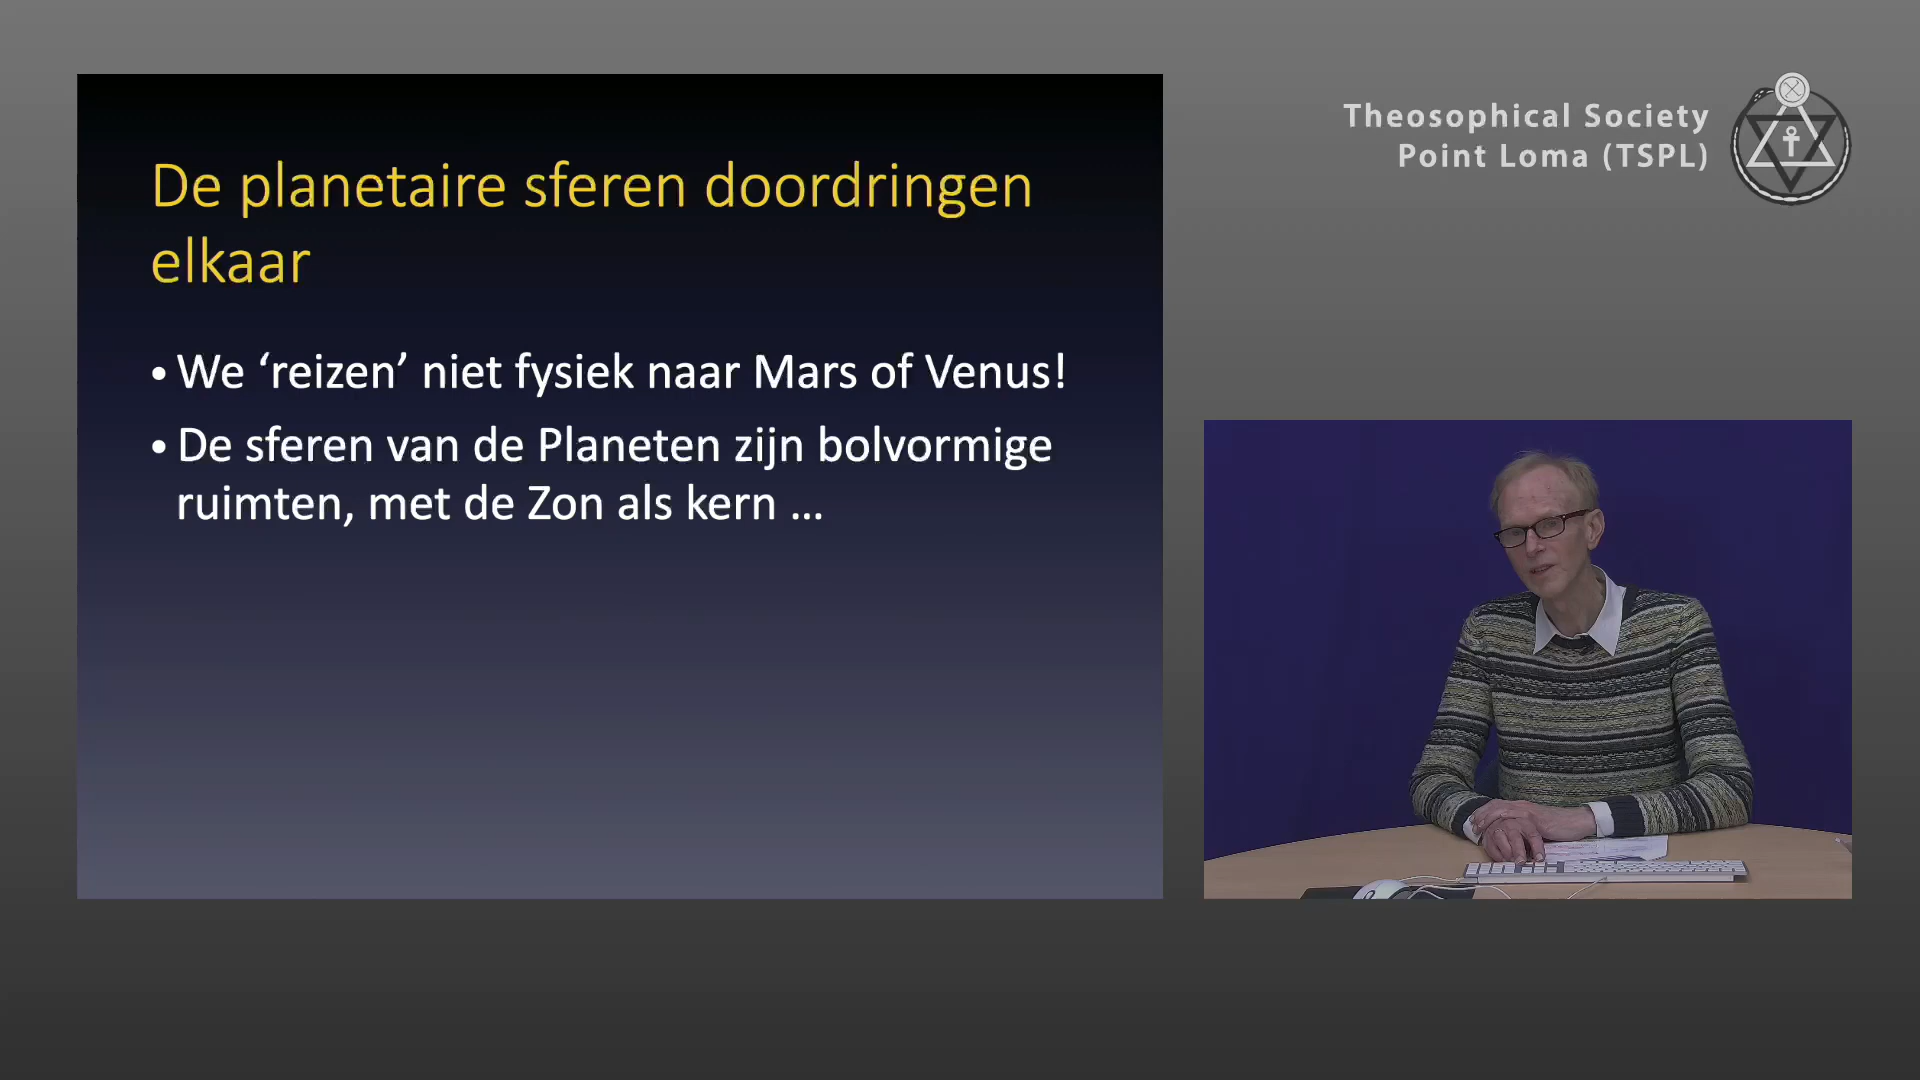 De planetaire sferen doordringen
elkaar
• We ‘reizen’ niet fysiek naar Mars of Venus!
• De sferen van de Planeten zijn bolvormige
ruimten, met de Zon als kern ...
Theosophical Society
Point Loma (TSPL)